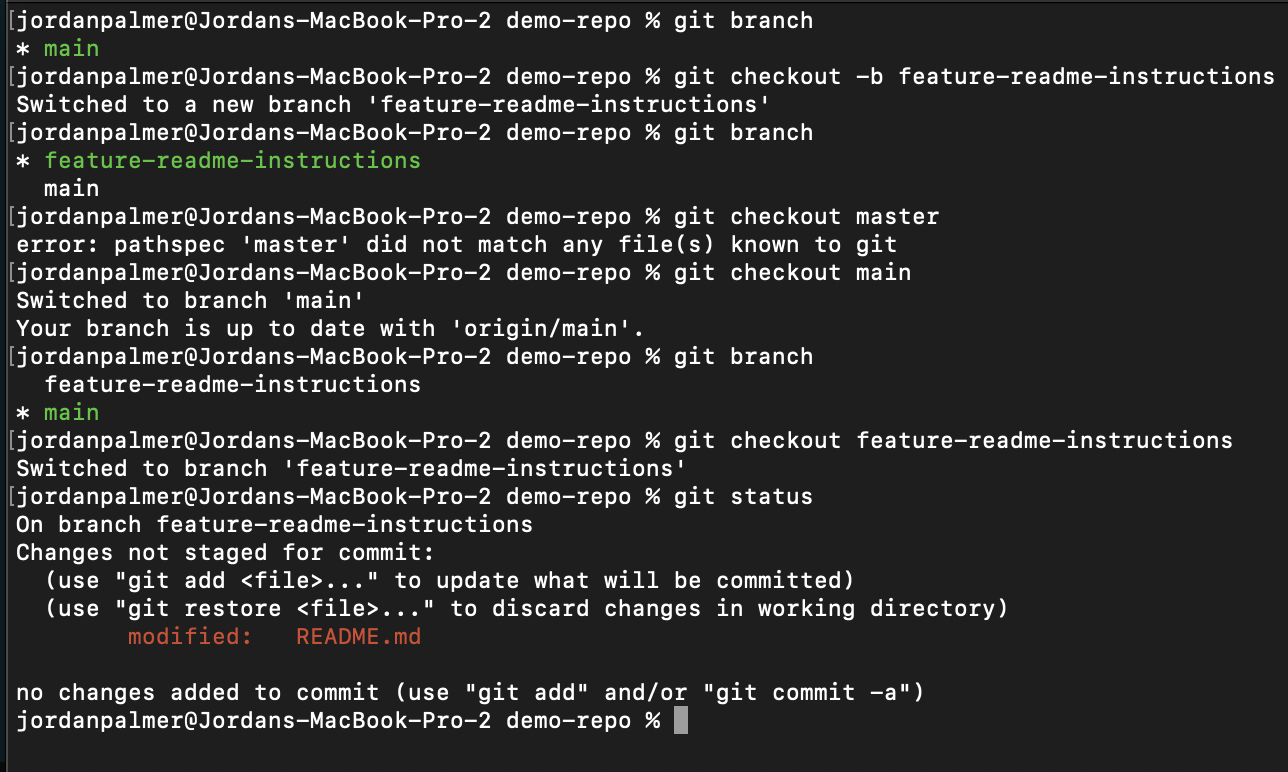 [jordanpalmer@Jordans-MacBook-Pro-2 demo-repo % git branch
* main
[jordanpalmer@Jordans-MacBook-Pro-2 demo-repo % git checkout -b feature-readme-instructions
Switched to a new branch 'feature-readme-instructions'
[jordanpalmer@Jordans-MacBook-Pro-2 demo-repo % git branch
* feature-readme-instructions
  main
[jordanpalmer@Jordans-MacBook-Pro-2 demo-repo % git checkout master
error: pathspec 'master' did not match any file(s) known to git
[jordanpalmer@Jordans-MacBook-Pro-2 demo-repo % git checkout main
Switched to branch 'main'
Your branch is up to date with 'origin/main'.
[jordanpalmer@Jordans-MacBook-Pro-2 demo-repo % git branch
  feature-readme-instructions
* main
[jordanpalmer@Jordans-MacBook-Pro-2 demo-repo % git checkout feature-readme-instructions
Switched to branch 'feature-readme-instructions'
[jordanpalmer@Jordans-MacBook-Pro-2 demo-repo % git status
On branch feature-readme-instructions
Changes not staged for commit:
  (use "git add <file>..." to update what will be committed)
  (use "git restore <file>..." to discard changes in working directory)
        modified:   README.md

no changes added to commit (use "git add" and/or "git commit -a")
jordanpalmer@Jordans-MacBook-Pro-2 demo-repo %